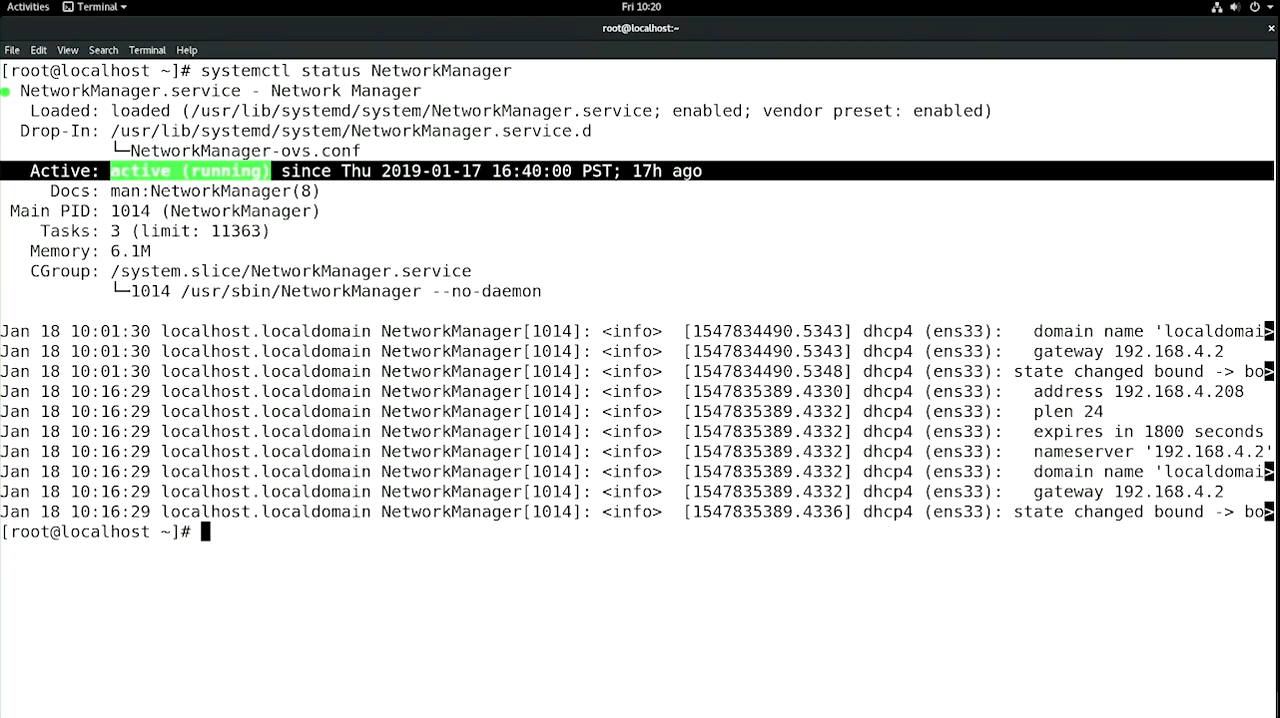 Activities Terminal Fri 10:20
root@localhost:~ ×
File Edit View Search Terminal Help
[root@localhost ~]# systemctl status NetworkManager
● NetworkManager.service - Network Manager
Loaded: loaded (/usr/lib/systemd/system/NetworkManager.service; enabled; vendor preset: enabled)
Drop-In: /usr/lib/systemd/system/NetworkManager.service.d
└─NetworkManager-ovs.conf
Active: active (running) since Thu 2019-01-17 16:40:00 PST; 17h ago
Docs: man:NetworkManager(8)
Main PID: 1014 (NetworkManager)
Tasks: 3 (limit: 11363)
Memory: 6.1M
CGroup: /system.slice/NetworkManager.service
└─1014 /usr/sbin/NetworkManager --no-daemon
Jan 18 10:01:30 localhost.localdomain NetworkManager[1014]: <info>  [1547834490.5343] dhcp4 (ens33):   domain name 'localdomai>
Jan 18 10:01:30 localhost.localdomain NetworkManager[1014]: <info>  [1547834490.5343] dhcp4 (ens33):   gateway 192.168.4.2
Jan 18 10:01:30 localhost.localdomain NetworkManager[1014]: <info>  [1547834490.5348] dhcp4 (ens33): state changed bound -> bo>
Jan 18 10:16:29 localhost.localdomain NetworkManager[1014]: <info>  [1547835389.4330] dhcp4 (ens33):   address 192.168.4.208
Jan 18 10:16:29 localhost.localdomain NetworkManager[1014]: <info>  [1547835389.4332] dhcp4 (ens33):   plen 24
Jan 18 10:16:29 localhost.localdomain NetworkManager[1014]: <info>  [1547835389.4332] dhcp4 (ens33):   expires in 1800 seconds
Jan 18 10:16:29 localhost.localdomain NetworkManager[1014]: <info>  [1547835389.4332] dhcp4 (ens33):   nameserver '192.168.4.2'
Jan 18 10:16:29 localhost.localdomain NetworkManager[1014]: <info>  [1547835389.4332] dhcp4 (ens33):   domain name 'localdomai>
Jan 18 10:16:29 localhost.localdomain NetworkManager[1014]: <info>  [1547835389.4332] dhcp4 (ens33):   gateway 192.168.4.2
Jan 18 10:16:29 localhost.localdomain NetworkManager[1014]: <info>  [1547835389.4336] dhcp4 (ens33): state changed bound -> bo>
[root@localhost ~]#